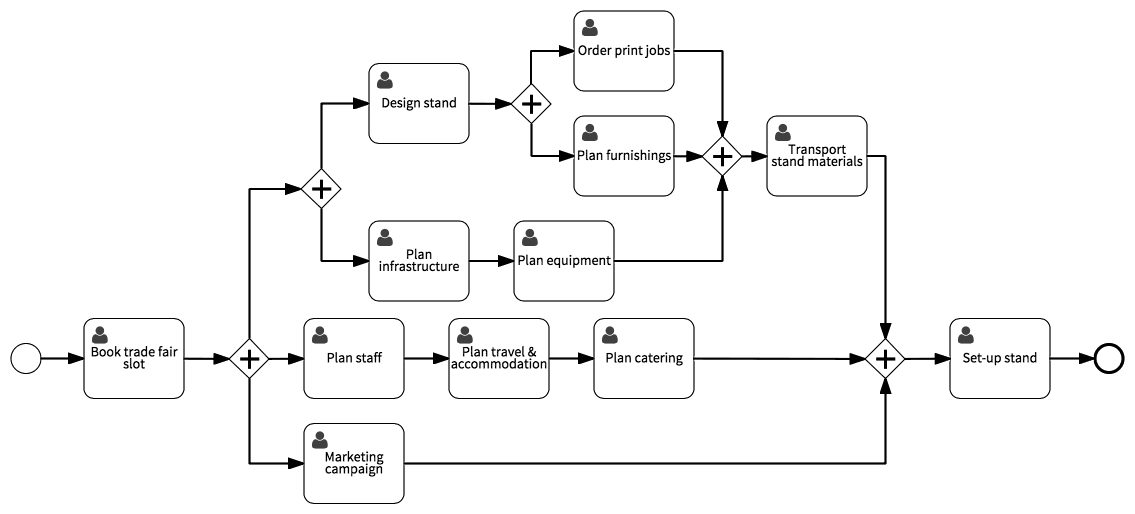 Order print jobs
Design stand
Plan furnishings
Transport
stand materials
Plan
infrastructure
Plan equipment
Book trade fair
slot
Plan staff
Plan travel &
accommodation
Plan catering
Set-up stand
Marketing
campaign